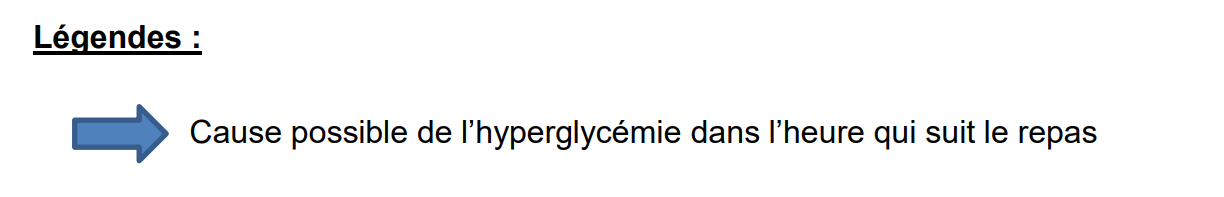 Légendes :
Cause possible de l’hyperglycémie dans l’heure qui suit le repas